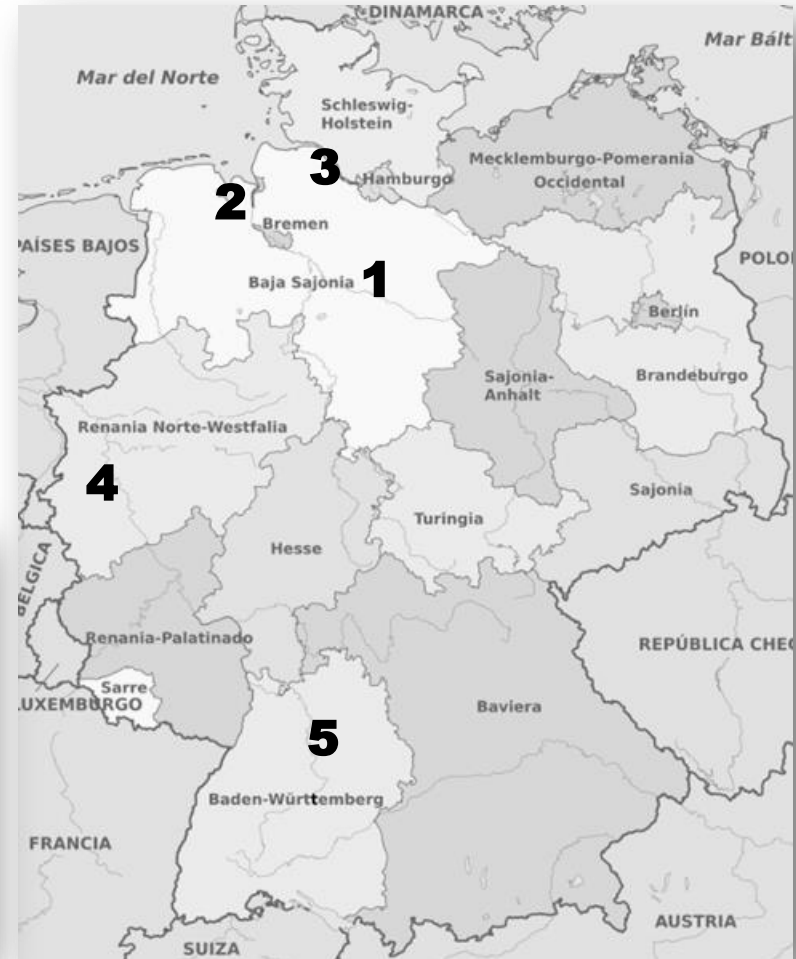 DINAMARCA
Mar Bált
Mar del Norte
Schleswig-
Holstein
3
Hamburgo
Mecklemburgo-Pomerania
Occidental
2
Bremen
PAÍSES BAJOS
POLO
Baja Sajonia
1
Berlín
Sajonia-
Anhalt
Brandeburgo
Renania Norte-Westfalia
4
Sajonia
Turingia
Hesse
BELGICA
Renania-Palatinado
REPÚBLICA CHE
Sarre
LUXEMBURGO
Baviera
5
Baden-Württemberg
FRANCIA
AUSTRIA
SUIZA